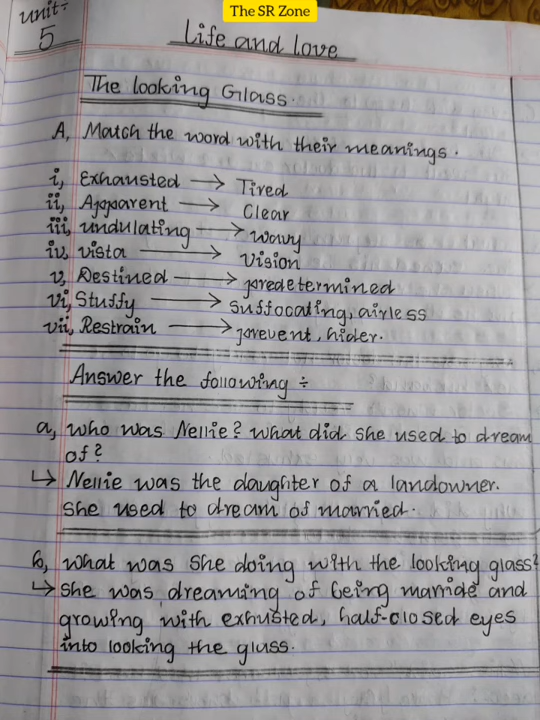 The SR Zone
unit:-
5
Life and love
The looking Glass.
A, Match the word with their meanings.
i, Exhausted → Tired
ii, Apparent → Clear
iii, undulating → wavy
iv, vista → vision
v, Destined → predetermined
vi, Stuffy → suffocating, airless
vii, Restrain → prevent, hider.
Answer the following ÷
a, who was Nellie? what did she used to dream
of?
↳ Nellie was the daughter of a landowner.
she used to dream of married.
b, what was she doing with the looking glass?
↳ she was dreaming of being marride and
growing with exhusted, half-closed eyes
into looking the glass.